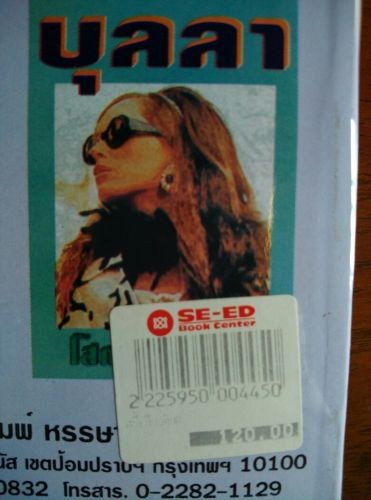 บุลลา
SE-ED
Book Center
2 225950 004450
120.00
มพ์ หรรษา
นัส เขตป้อมปราบฯ กรุงเทพฯ 10100
0832 โทรสาร. 0-2282-1129